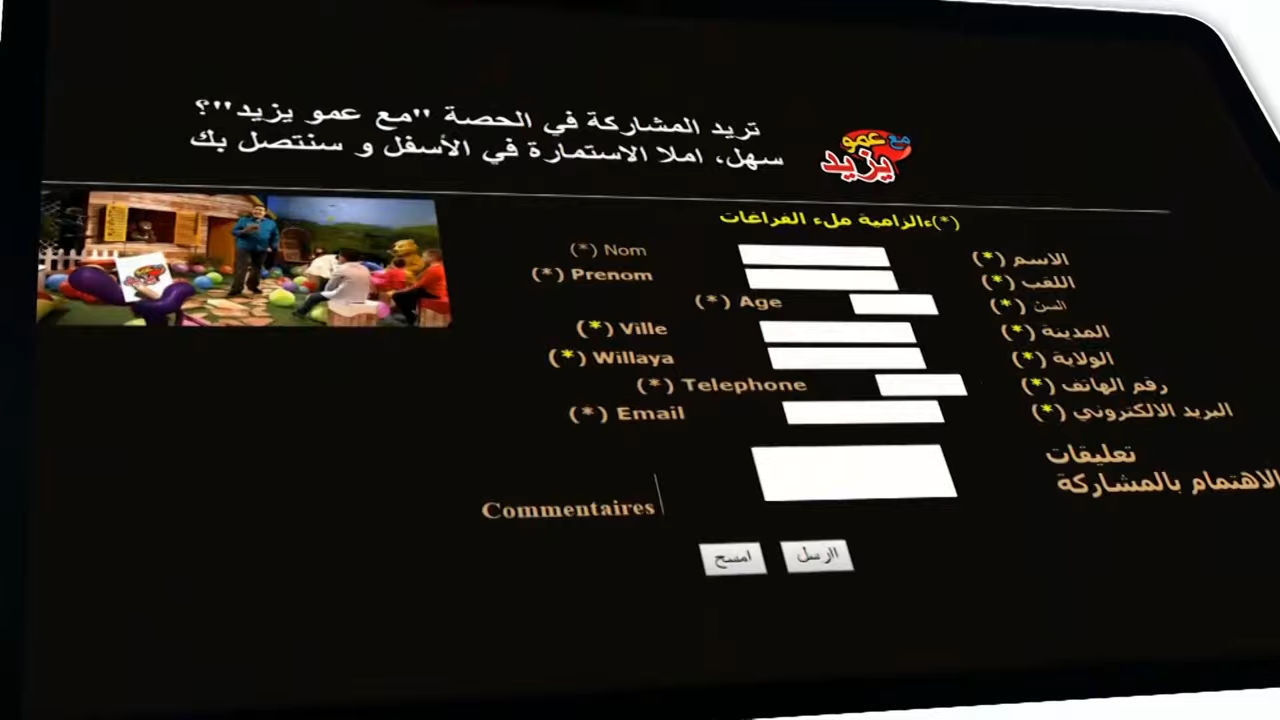 تريد المشاركة في الحصة "مع عمو يزيد"؟
سهل، املا الاستمارة في الأسفل و سنتصل بك
مع عمو
يزيد
(*)ءالزامية ملء الفراغات
الاسم (*) Nom (*)
اللقب (*) Prenom (*)
السن (*) Age (*)
المدينة (*) Ville (*)
الولاية (*) Willaya (*)
رقم الهاتف (*) Telephone (*)
البريد الالكتروني (*) Email (*)
تعليقات
الاهتمام بالمشاركة
Commentaires
اارسل
امسح